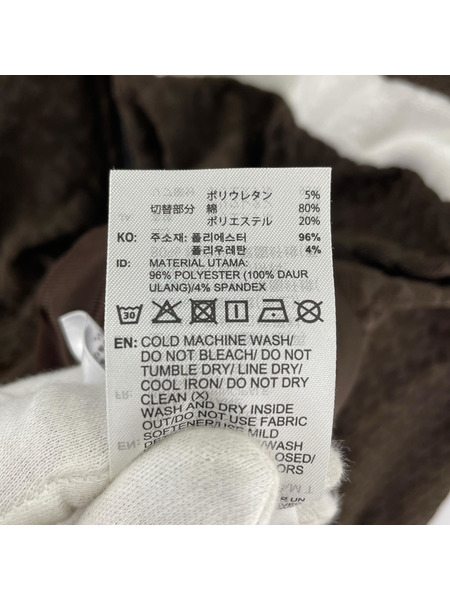 ポリウレタン 5%
切替部分 綿 80%
ポリエステル 20%
KO: 주소재: 폴리에스터 96%
폴리우레탄 4%
ID: MATERIAL UTAMA:
96% POLYESTER (100% DAUR
ULANG)/4% SPANDEX
30
EN: COLD MACHINE WASH/
DO NOT BLEACH/DO NOT
TUMBLE DRY/ LINE DRY/
COOL IRON/ DO NOT DRY
CLEAN (X)
WASH AND DRY INSIDE
OUT/DO NOT USE FABRIC
SOFTENER/USE MILD